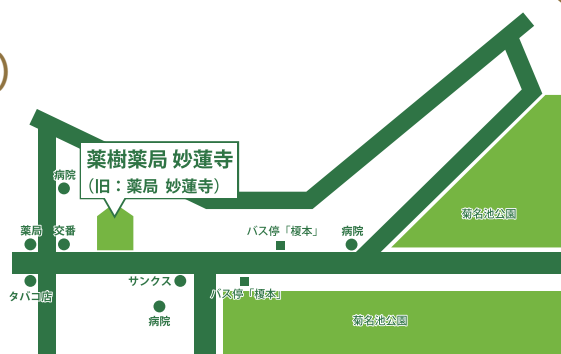 薬樹薬局 妙蓮寺
(旧：薬局 妙蓮寺)
病院
菊名池公園
薬局
交番
バス停「榎本」
病院
サンクス
タバコ店
バス停「榎本」
病院
菊名池公園